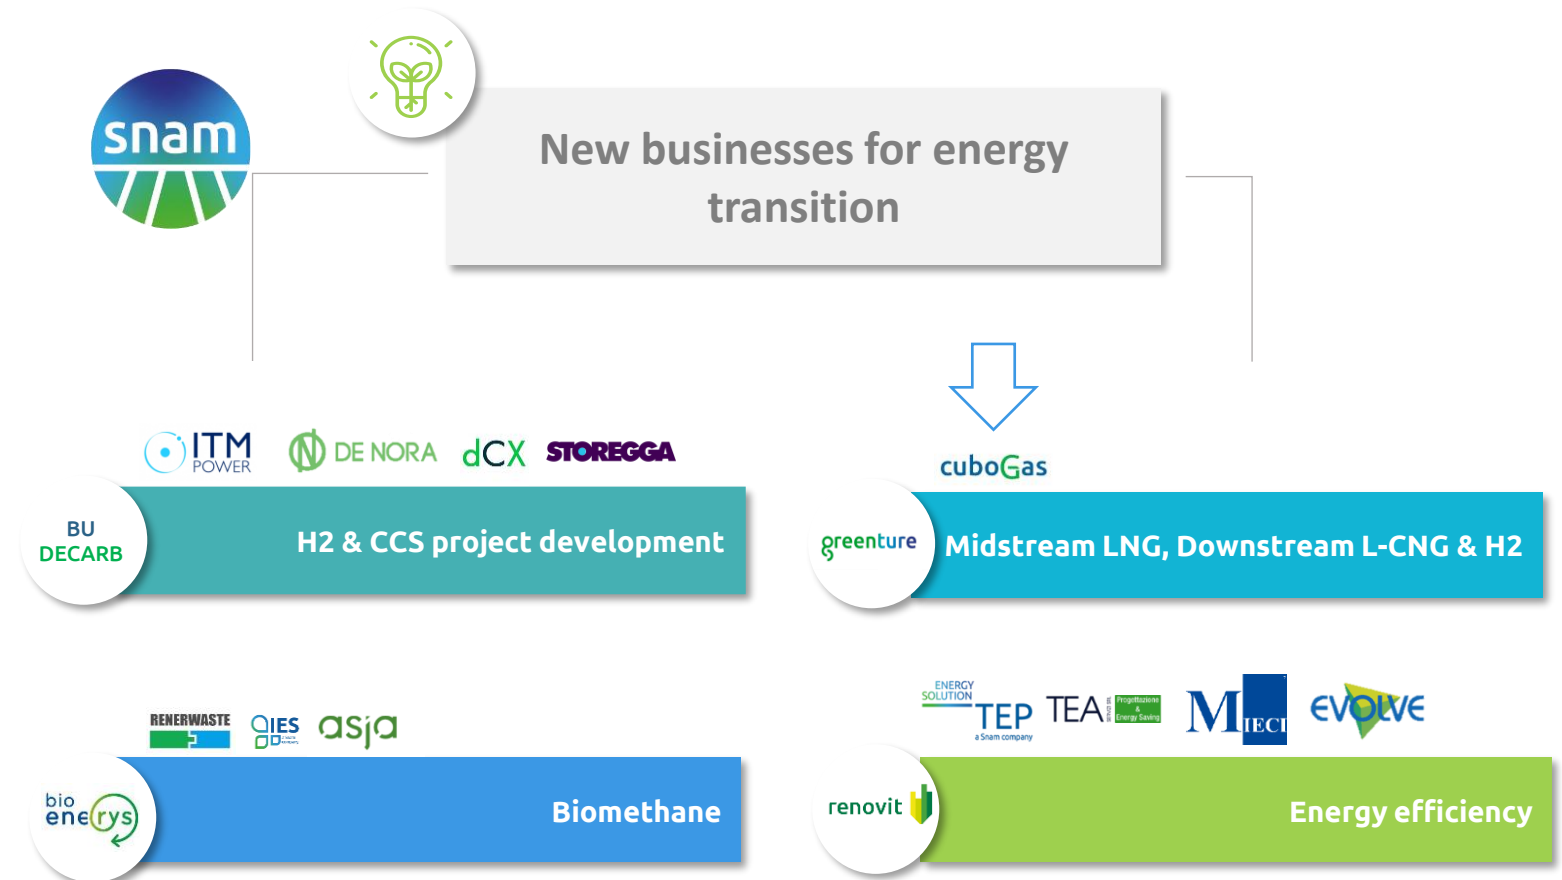 snam
New businesses for energy
transition
ITM
POWER
DE NORA
dCX
STOREGGA
BU
DECARB
H2 & CCS project development
cuboGas
greenture
Midstream LNG, Downstream L-CNG & H2
RENERWASTE
IES
asja
bio
enerys
Biomethane
ENERGY
SOLUTION
TEP
a Snam company
TEA
Progettazione
&
Energy Saving
MIECI
EVOLVE
renovit
Energy efficiency